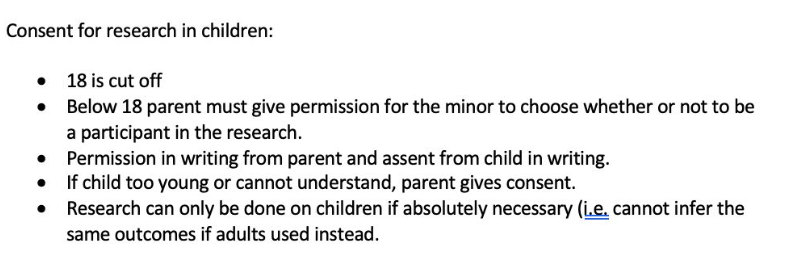 Consent for research in children:
• 18 is cut off
• Below 18 parent must give permission for the minor to choose whether or not to be
a participant in the research.
• Permission in writing from parent and assent from child in writing.
• If child too young or cannot understand, parent gives consent.
• Research can only be done on children if absolutely necessary (i.e. cannot infer the
same outcomes if adults used instead.